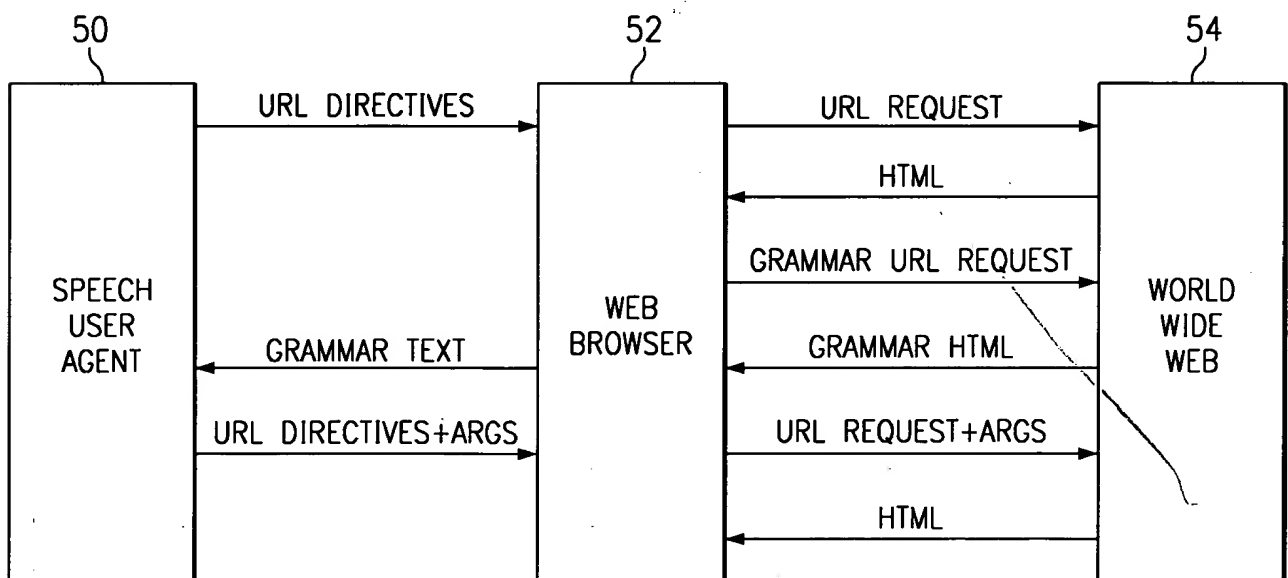 50
52
54
URL DIRECTIVES
URL REQUEST
HTML
GRAMMAR URL REQUEST
SPEECH
USER
AGENT
WEB
BROWSER
WORLD
WIDE
WEB
GRAMMAR TEXT
GRAMMAR HTML
URL DIRECTIVES+ARGS
URL REQUEST+ARGS
HTML